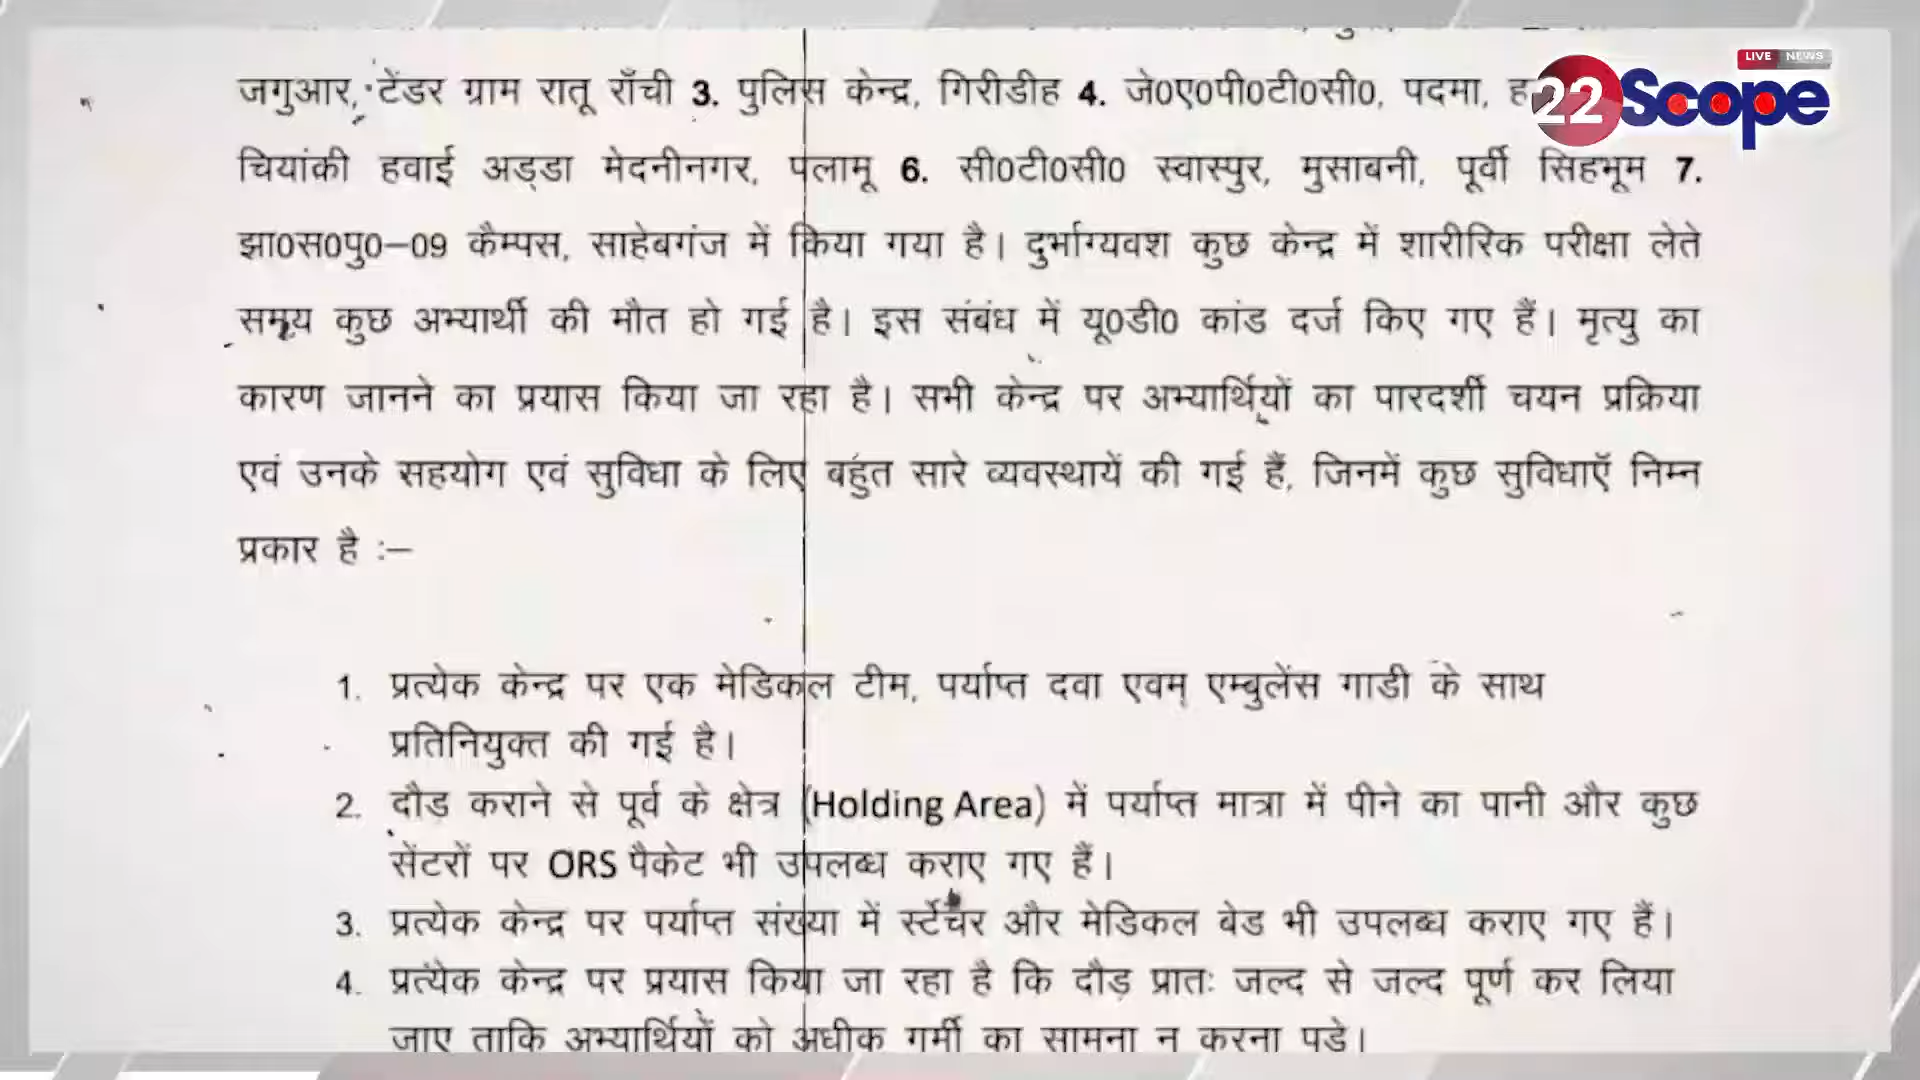 LIVE NEWS
22Scope
जगुआर, टेंडर ग्राम रातू राँची 3. पुलिस केन्द्र, गिरीडीह 4. जे0ए0पी0टी0सी0, पदमा,
चियांकी हवाई अड्डा मेदनीनगर, पलामू 6. सी0टी0सी0 स्वास्पुर, मुसाबनी, पूर्वी सिंहभूम 7.
झा0स0पु0–09 कैम्पस, साहेबगंज में किया गया है। दुर्भाग्यवश कुछ केन्द्र में शारीरिक परीक्षा लेते
समय कुछ अभ्यार्थी की मौत हो गई है। इस संबंध में यू0डी0 कांड दर्ज किए गए हैं। मृत्यु का
कारण जानने का प्रयास किया जा रहा है। सभी केन्द्र पर अभ्यार्थियों का पारदर्शी चयन प्रक्रिया
एवं उनके सहयोग एवं सुविधा के लिए बहुत सारे व्यवस्थायें की गई हैं, जिनमें कुछ सुविधाएँ निम्न
प्रकार है :–
1. प्रत्येक केन्द्र पर एक मेडिकल टीम, पर्याप्त दवा एवम् एम्बुलेंस गाडी के साथ
प्रतिनियुक्त की गई है।
2. दौड कराने से पूर्व के क्षेत्र (Holding Area) में पर्याप्त मात्रा में पीने का पानी और कुछ
सेंटरों पर ORS पैकेट भी उपलब्ध कराए गए हैं।
3. प्रत्येक केन्द्र पर पर्याप्त संख्या में र्स्टेचर और मेडिकल बेड भी उपलब्ध कराए गए हैं।
4. प्रत्येक केन्द्र पर प्रयास किया जा रहा है कि दौड़ प्रातः जल्द से जल्द पूर्ण कर लिया
जाए ताकि अभ्यार्थियों को अधीक गर्मी का सामना न करना पडे।